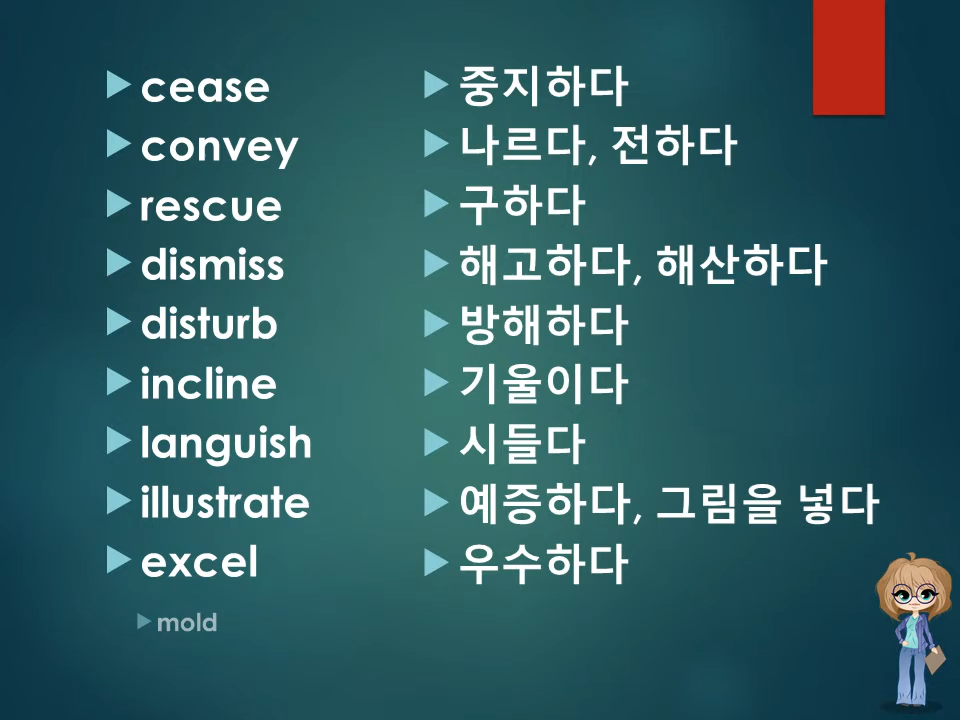 cease 중지하다
convey 나르다, 전하다
rescue 구하다
dismiss 해고하다, 해산하다
disturb 방해하다
incline 기울이다
languish 시들다
illustrate 예증하다, 그림을 넣다
excel 우수하다
mold